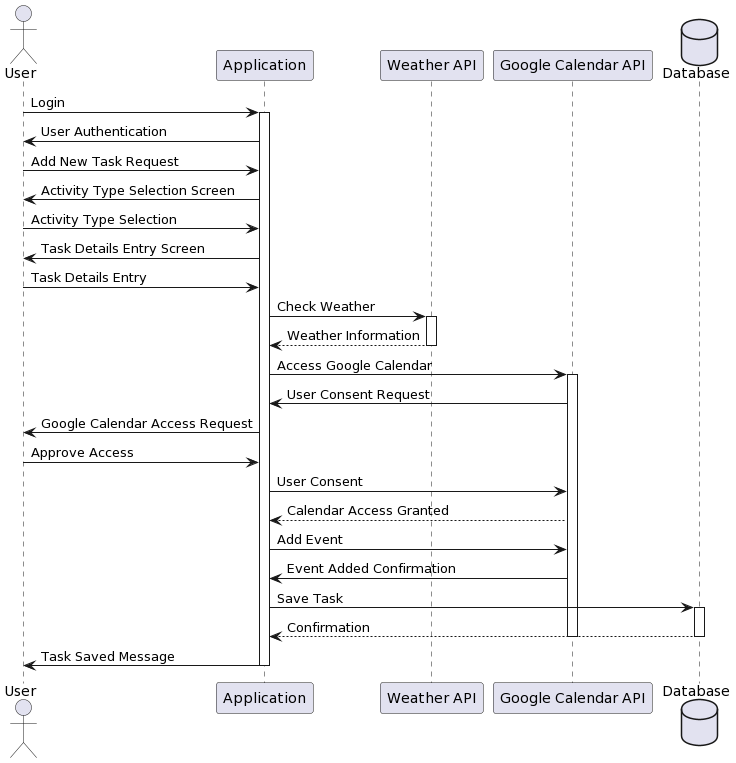 User
Application
Weather API
Google Calendar API
Database
Login
User Authentication
Add New Task Request
Activity Type Selection Screen
Activity Type Selection
Task Details Entry Screen
Task Details Entry
Check Weather
Weather Information
Access Google Calendar
User Consent Request
Google Calendar Access Request
Approve Access
User Consent
Calendar Access Granted
Add Event
Event Added Confirmation
Save Task
Confirmation
Task Saved Message
User
Application
Weather API
Google Calendar API
Database